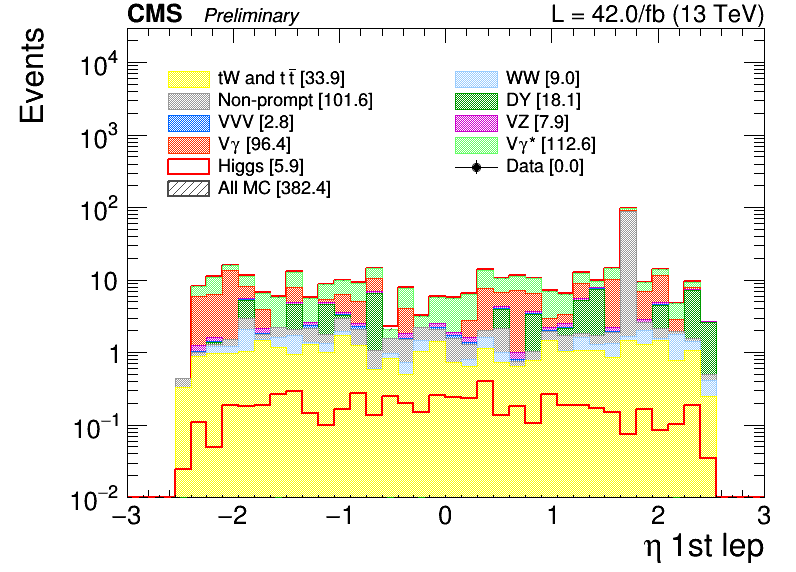 CMS Preliminary L = 42.0/fb (13 TeV)
Events
10⁴
10³
10²
10
1
10⁻¹
10⁻²
tW and t t̄ [33.9]
Non-prompt [101.6]
VVV [2.8]
Vγ [96.4]
Higgs [5.9]
All MC [382.4]
WW [9.0]
DY [18.1]
VZ [7.9]
Vγ* [112.6]
Data [0.0]
−3 −2 −1 0 1 2 3
η 1st lep